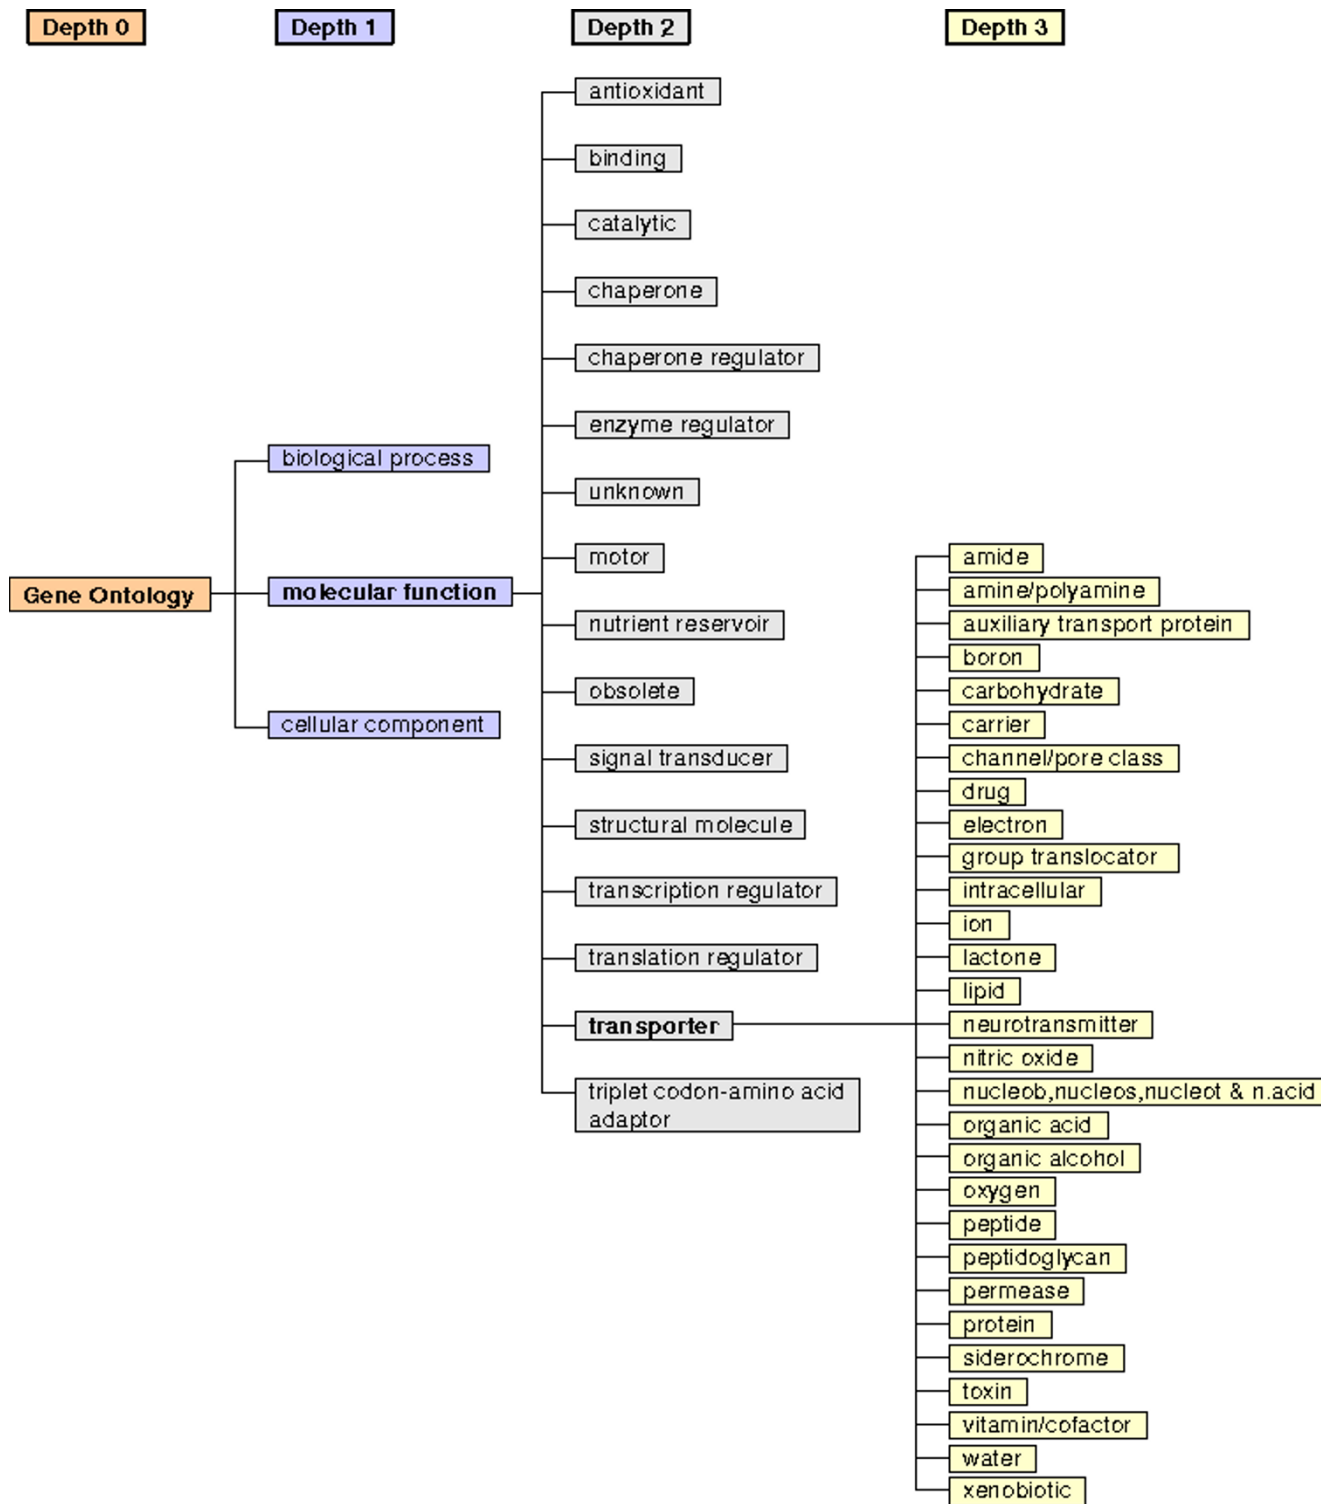 Depth 0
Depth 1
Depth 2
Depth 3
Gene Ontology
biological process
molecular function
cellular component
antioxidant
binding
catalytic
chaperone
chaperone regulator
enzyme regulator
unknown
motor
nutrient reservoir
obsolete
signal transducer
structural molecule
transcription regulator
translation regulator
transporter
triplet codon-amino acid
adaptor
amide
amine/polyamine
auxiliary transport protein
boron
carbohydrate
carrier
channel/pore class
drug
electron
group translocator
intracellular
ion
lactone
lipid
neurotransmitter
nitric oxide
nucleob,nucleos,nucleot & n.acid
organic acid
organic alcohol
oxygen
peptide
peptidoglycan
permease
protein
siderochrome
toxin
vitamin/cofactor
water
xenobiotic